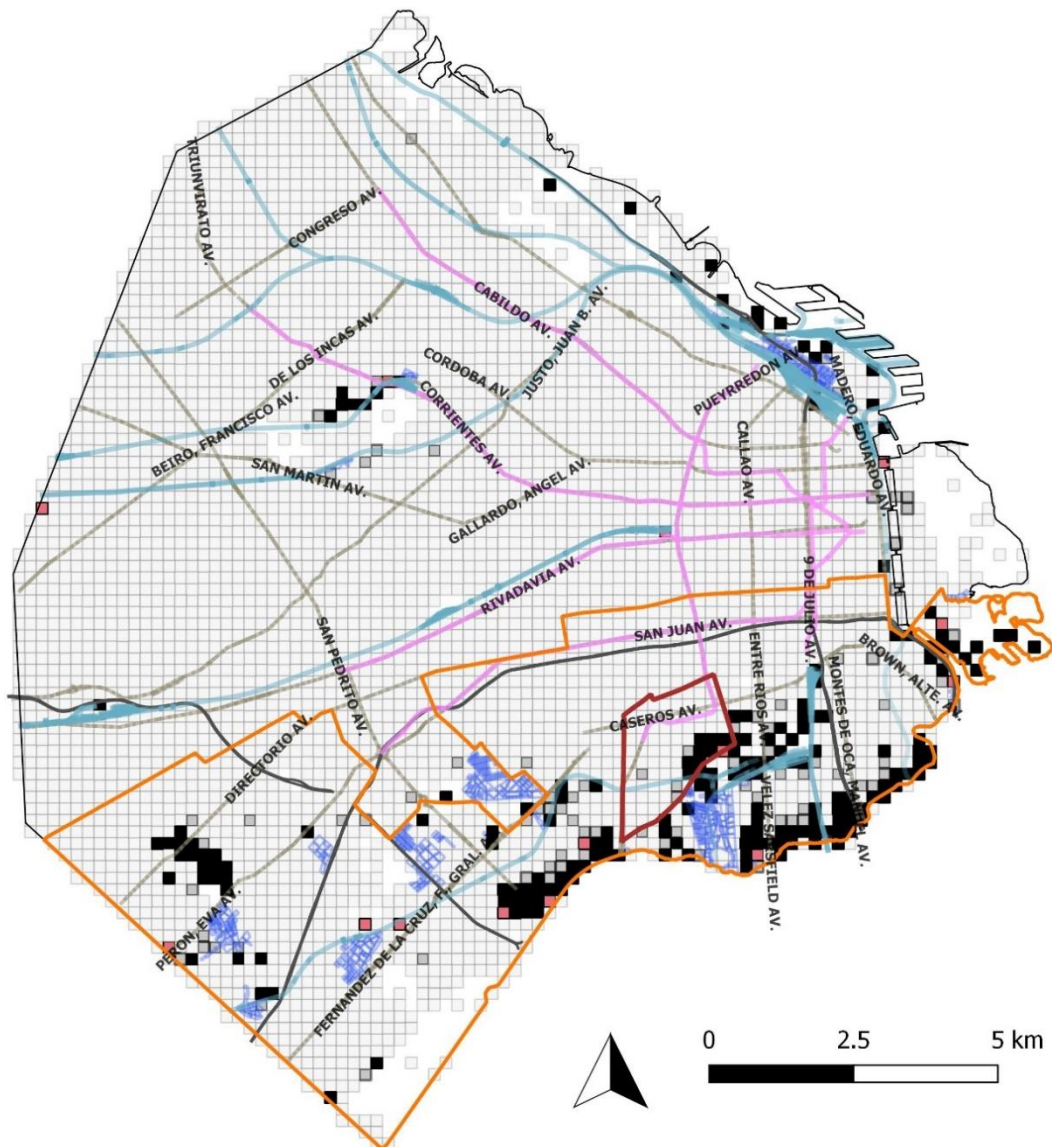 TRIUNVIRATO AV.
CONGRESO AV.
CABILDO AV.
DE LOS INCAS AV.
CORDOBA AV.
JUSTO, JUAN B. AV.
PUEYRREDON AV.
MADERO, EDUARDO AV.
BEIRO, FRANCISCO AV.
CORRIENTES AV.
CALLAO AV.
SAN MARTIN AV.
GALLARDO, ANGEL AV.
RIVADAVIA AV.
9 DE JULIO AV.
SAN PEDRITO AV.
SAN JUAN AV.
ENTRE RIOS AV.
BROWN, ALTE. AV.
MONTES DE OCA, MANUEL AV.
CASEROS AV.
DIRECTORIO AV.
VELEZ SARSFIELD AV.
PERON, EVA AV.
FERNANDEZ DE LA CRUZ, F., GRAL. AV.
0 2.5 5 km